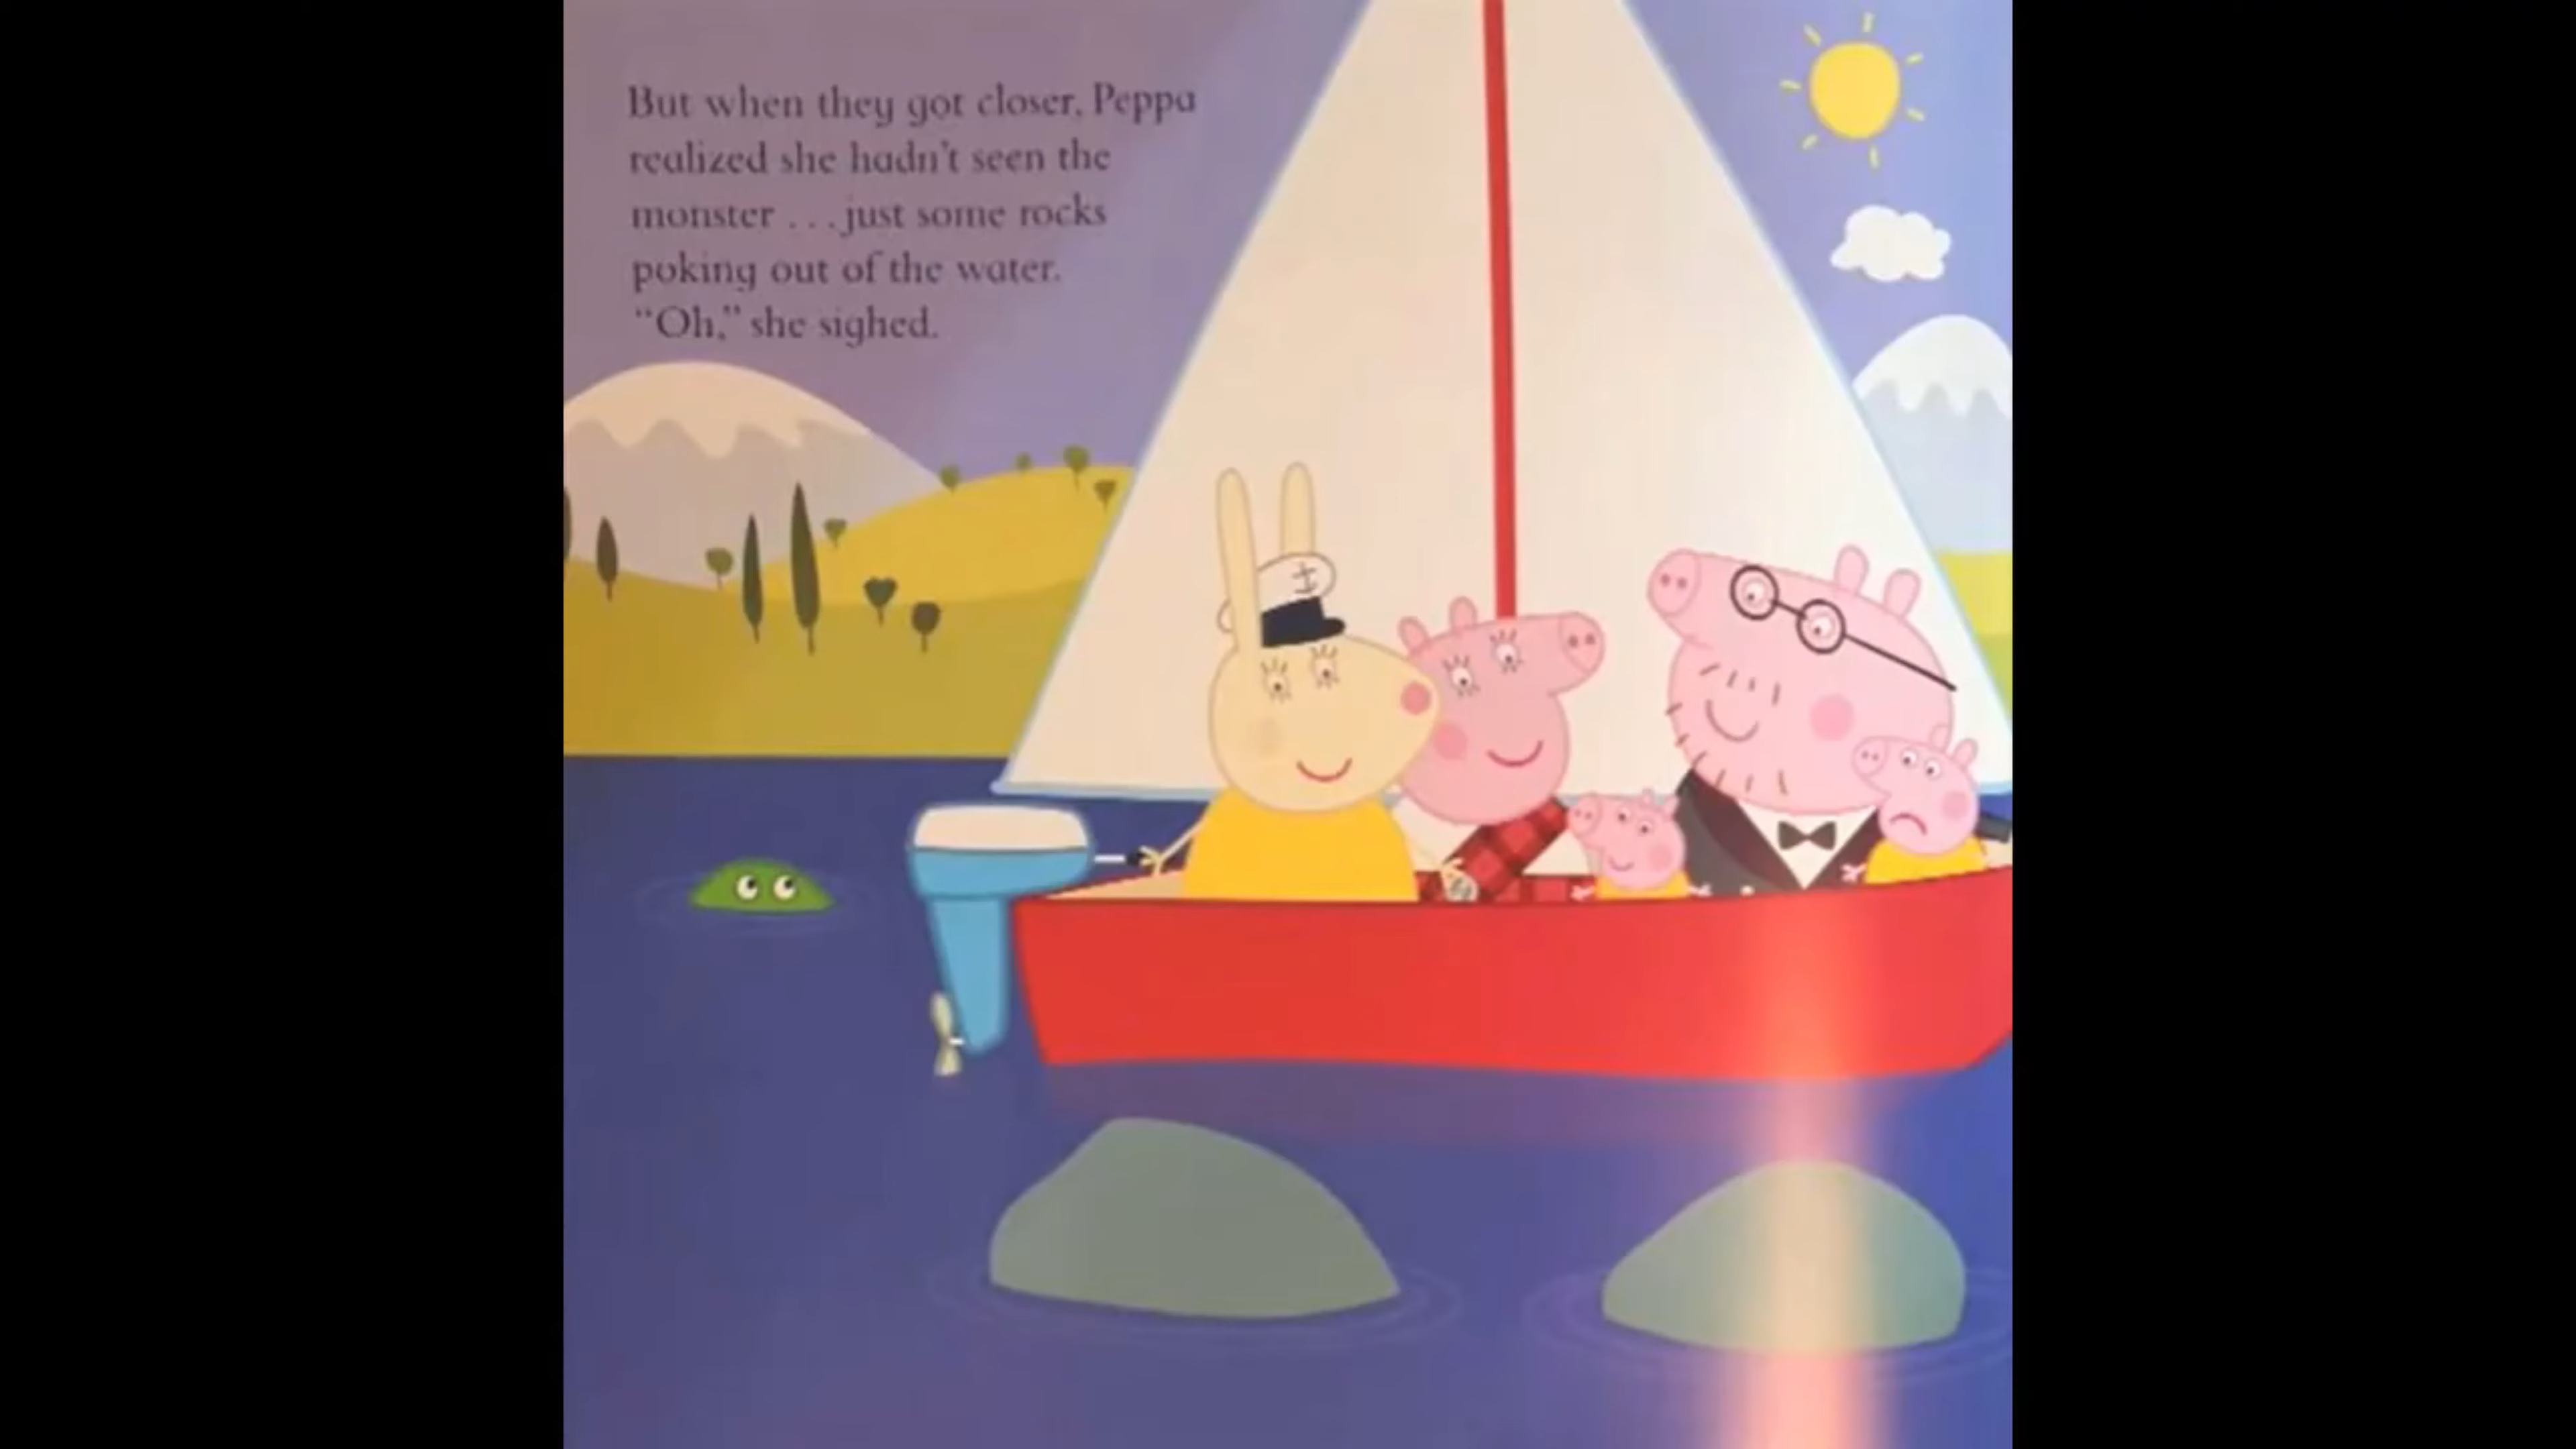 But when they got closer, Peppa
realized she hadn't seen the
monster . . . just some rocks
poking out of the water.
“Oh,” she sighed.